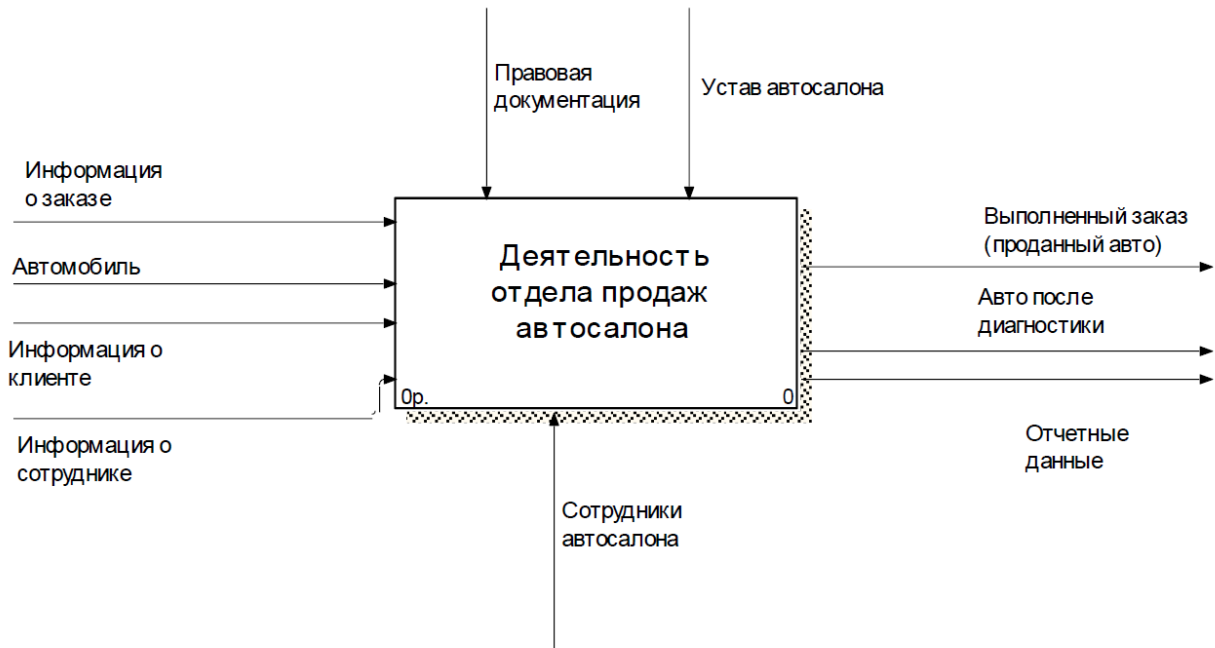 Правовая
документация
Устав автосалона
Информация
о заказе
Автомобиль
Информация о
клиенте
Информация о
сотруднике
Деятельность
отдела продаж
автосалона
0р.
0
Выполненный заказ
(проданный авто)
Авто после
диагностики
Отчетные
данные
Сотрудники
автосалона